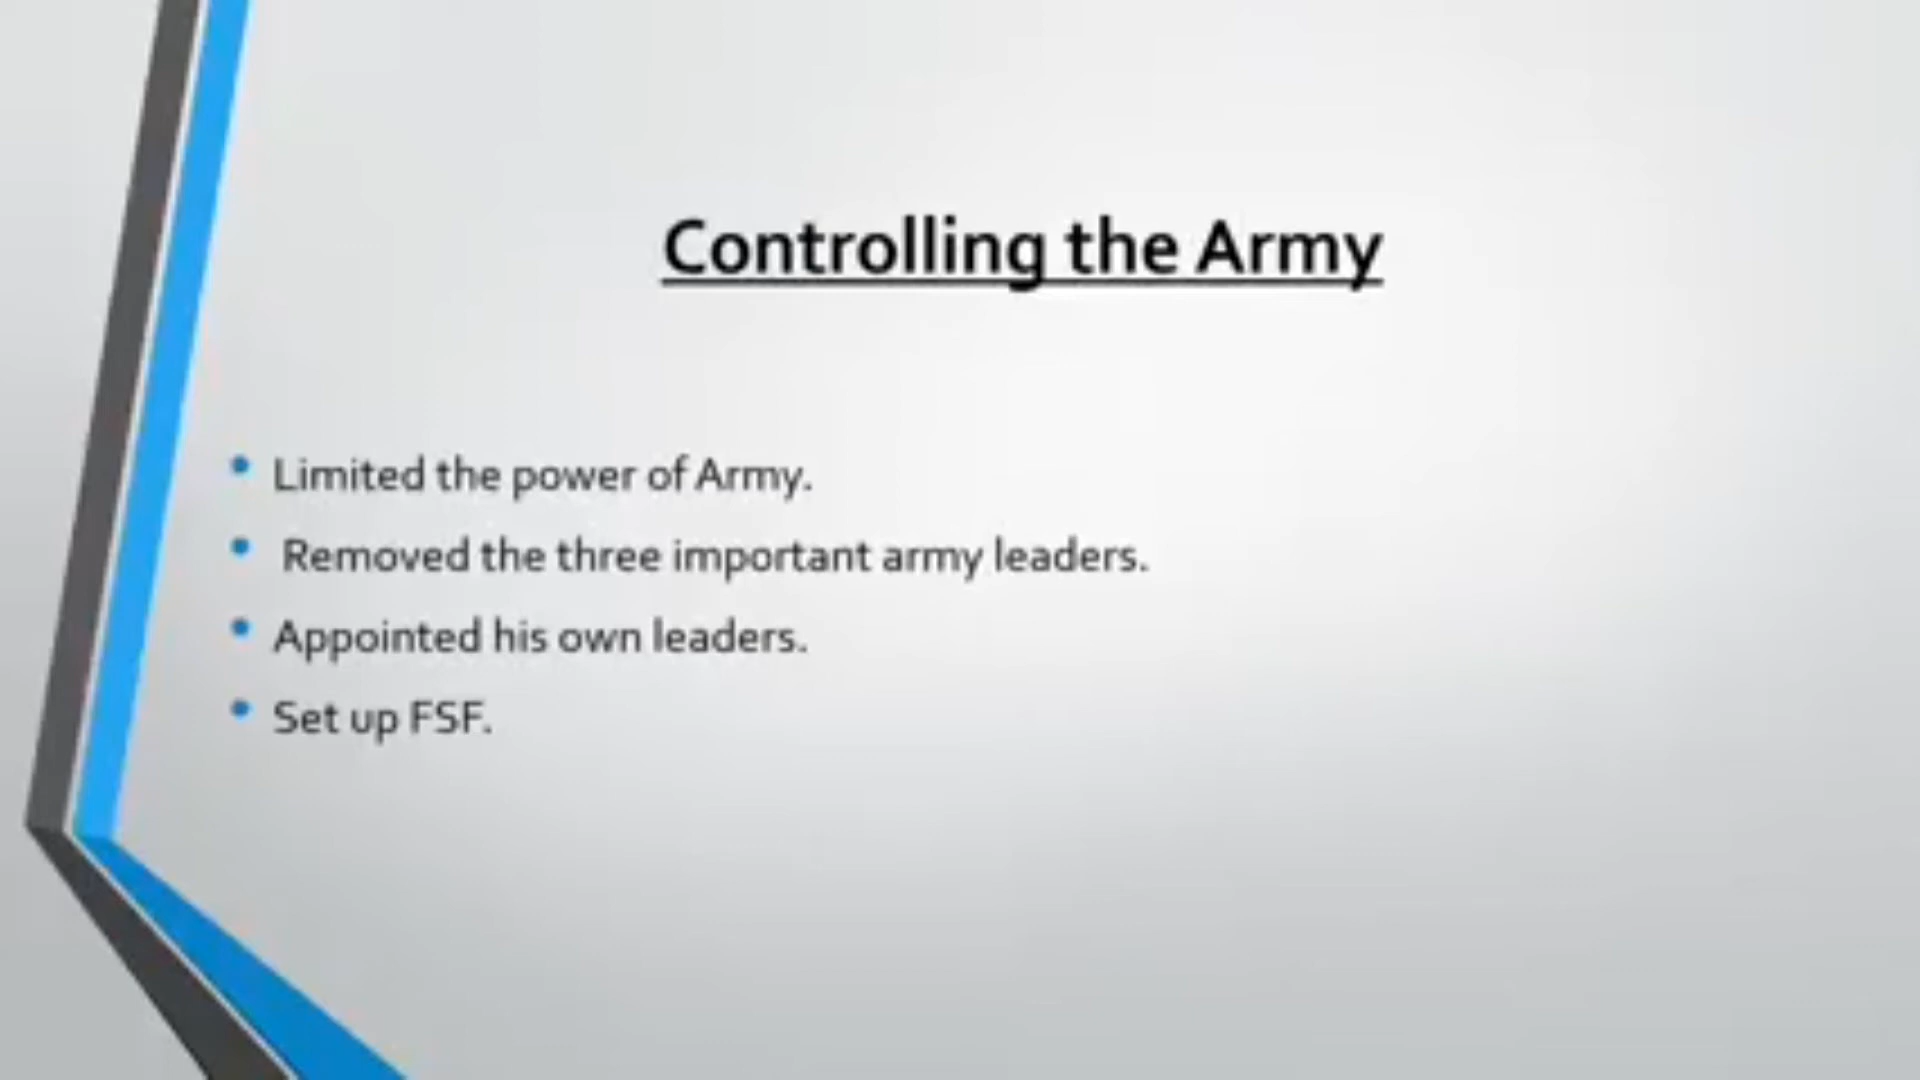 Controlling the Army
• Limited the power of Army.
• Removed the three important army leaders.
• Appointed his own leaders.
• Set up FSF.